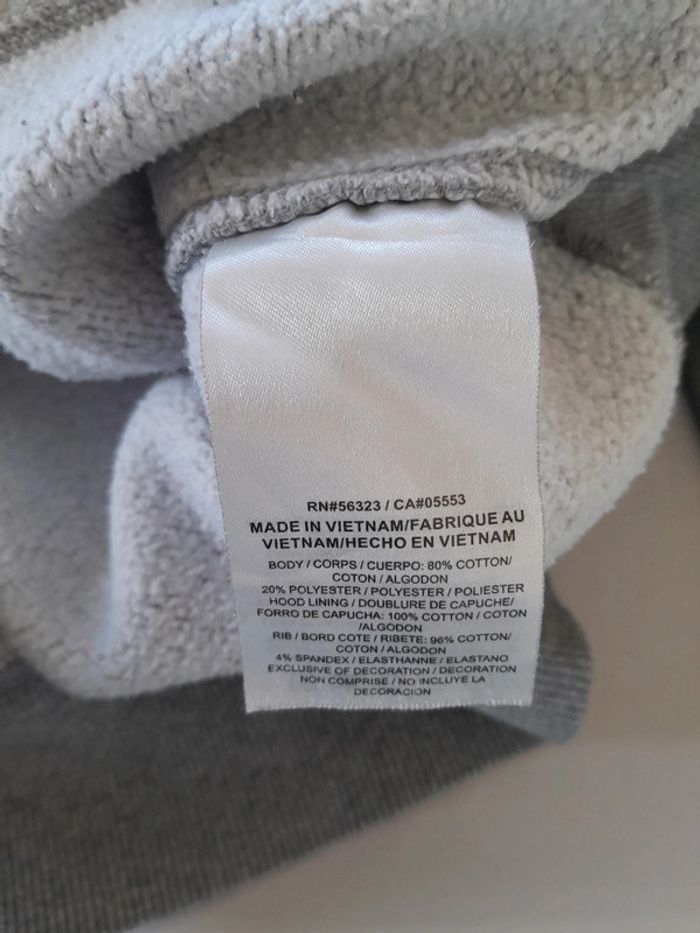 RN#56323 / CA#05553
MADE IN VIETNAM/FABRIQUE AU
VIETNAM/HECHO EN VIETNAM
BODY / CORPS / CUERPO: 80% COTTON/
COTON / ALGODON
20% POLYESTER / POLYESTER / POLIESTER
HOOD LINING / DOUBLURE DE CAPUCHE/
FORRO DE CAPUCHA: 100% COTTON / COTON
/ALGODON
RIB / BORD COTE / RIBETE: 96% COTTON/
COTON / ALGODON
4% SPANDEX / ELASTHANNE / ELASTANO
EXCLUSIVE OF DECORATION / DECORATION
NON COMPRISE / NO INCLUYE LA
DECORACION